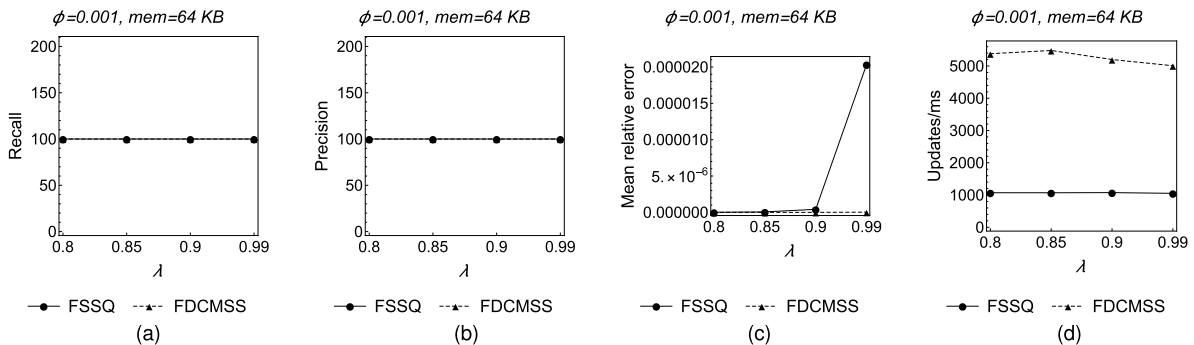 ϕ=0.001, mem=64 KB
Recall
200
150
100
50
0
0.8 0.85 0.9 0.99
λ
FSSQ FDCMSS
(a)
ϕ=0.001, mem=64 KB
Precision
200
150
100
50
0
0.8 0.85 0.9 0.99
λ
FSSQ FDCMSS
(b)
ϕ=0.001, mem=64 KB
Mean relative error
0.000020
0.000015
0.000010
5.×10⁻⁶
0.000000
0.8 0.85 0.9 0.99
λ
FSSQ FDCMSS
(c)
ϕ=0.001, mem=64 KB
Updates/ms
5000
4000
3000
2000
1000
0
0.8 0.85 0.9 0.99
λ
FSSQ FDCMSS
(d)